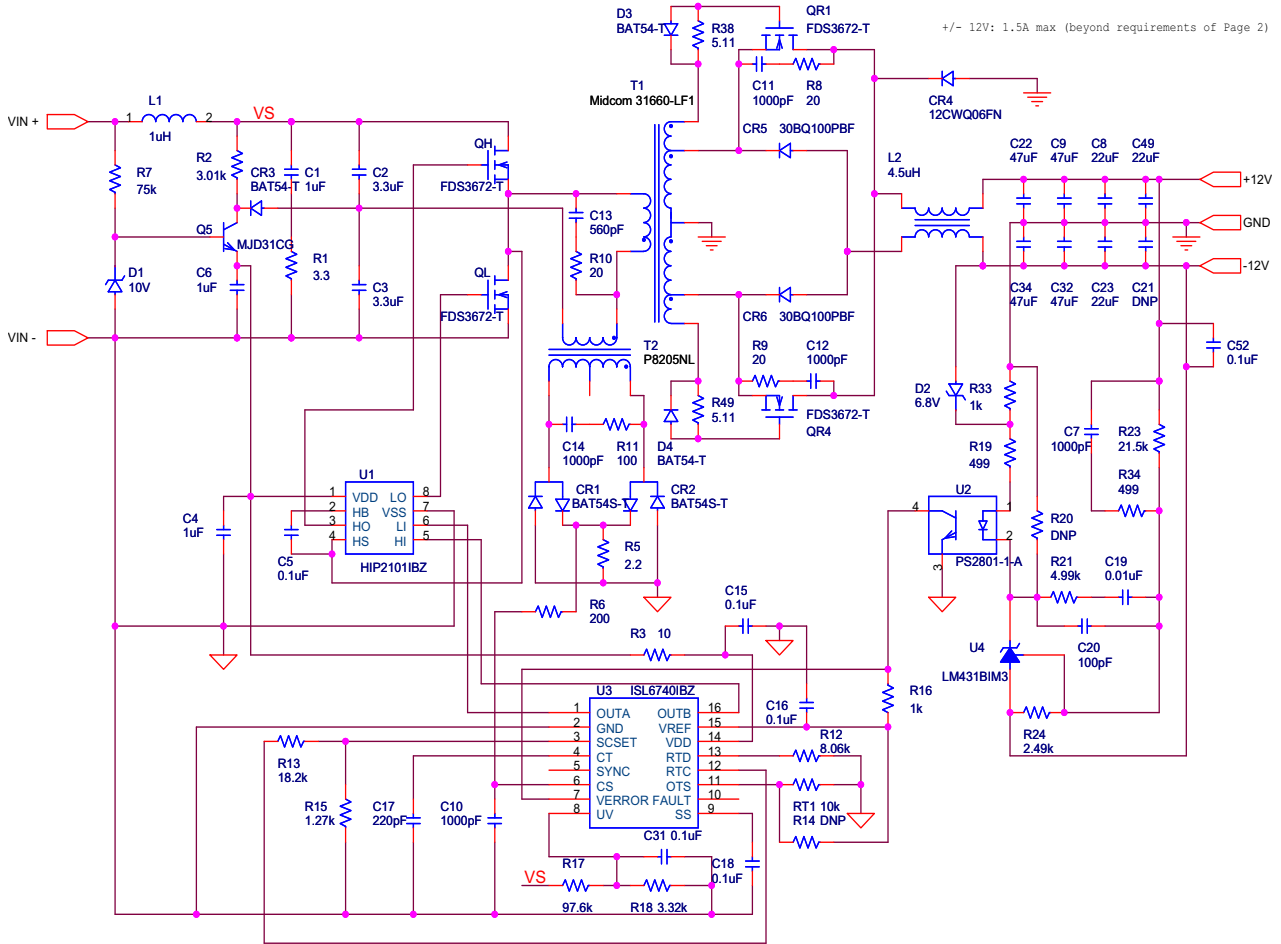 +/- 12V: 1.5A max (beyond requirements of Page 2)
D3
BAT54-T
R38
5.11
QR1
FDS3672-T
C11
1000pF
R8
20
CR4
12CWQ06FN
T1
Midcom 31660-LF1
CR5 30BQ100PBF
VIN +
L1
1 2
1uH
VS
R7
75k
R2
3.01k
CR3
BAT54-T
C1
1uF
C2
3.3uF
QH
FDS3672-T
L2
4.5uH
C22
47uF
C9
47uF
C8
22uF
C49
22uF
+12V
GND
-12V
Q5
MJD31CG
C13
560pF
R10
20
D1
10V
C6
1uF
R1
3.3
C3
3.3uF
QL
FDS3672-T
C34
47uF
C32
47uF
C23
22uF
C21
DNP
CR6 30BQ100PBF
VIN -
T2
P8205NL
R9
20
C12
1000pF
C52
0.1uF
FDS3672-T
QR4
R49
5.11
D4
BAT54-T
D2
6.8V
R33
1k
C7
1000pF
R23
21.5k
C14
1000pF
R11
100
R19
499
R34
499
U1
1 VDD LO 8
2 HB VSS 7
3 HO LI 6
4 HS HI 5
HIP2101IBZ
CR1
BAT54S-T
CR2
BAT54S-T
U2
4 1
2
3
PS2801-1-A
R20
DNP
C4
1uF
C5
0.1uF
R5
2.2
R21
4.99k
C19
0.01uF
R6
200
C15
0.1uF
R3 10
C20
100pF
U4
LM431BIM3
R24
2.49k
U3 ISL6740IBZ
1 OUTA OUTB 16
2 GND VREF 15
3 SCSET VDD 14
4 CT RTD 13
5 SYNC RTC 12
6 CS OTS 11
7 VERROR FAULT 10
8 UV SS 9
C16
0.1uF
R16
1k
R12
8.06k
RT1 10k
R14 DNP
R13
18.2k
R15
1.27k
C17
220pF
C10
1000pF
C31 0.1uF
C18
0.1uF
VS
R17
97.6k
R18 3.32k